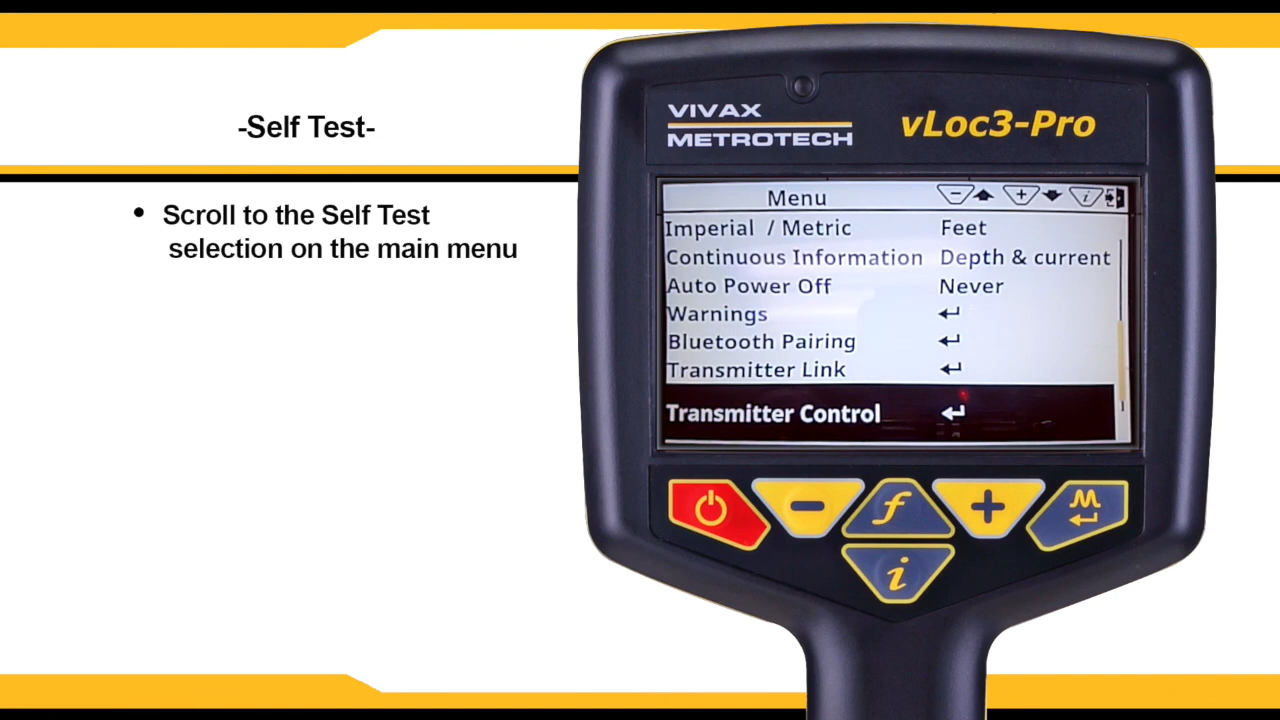 -Self Test-
• Scroll to the Self Test
selection on the main menu
VIVAX
METROTECH
vLoc3-Pro
Menu - + i
Imperial / Metric Feet
Continuous Information Depth & current
Auto Power Off Never
Warnings
Bluetooth Pairing
Transmitter Link
Transmitter Control
- f +
i